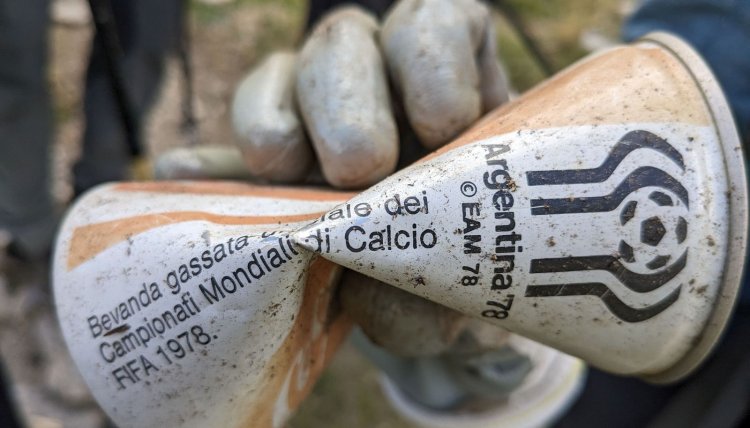 Bevanda gassata dei
Campionati Mondiali di Calcio
FIFA 1978.
Argentina '78
© EAM 78